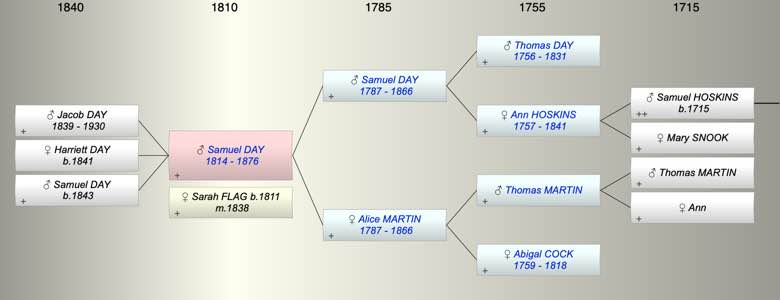 1840
1810
1785
1755
1715
♂ Jacob DAY
1839 - 1930
+
♀ Harriett DAY
b.1841
+
♂ Samuel DAY
b.1843
+
♂ Samuel DAY
1814 - 1876
+
♀ Sarah FLAG b.1811
m.1838
+
♂ Samuel DAY
1787 - 1866
+
♀ Alice MARTIN
1787 - 1866
+
♂ Thomas DAY
1756 - 1831
+
♀ Ann HOSKINS
1757 - 1841
+
♂ Thomas MARTIN
+
♀ Abigal COCK
1759 - 1818
+
♂ Samuel HOSKINS
b.1715
++
♀ Mary SNOOK
+
♂ Thomas MARTIN
+
♀ Ann
+